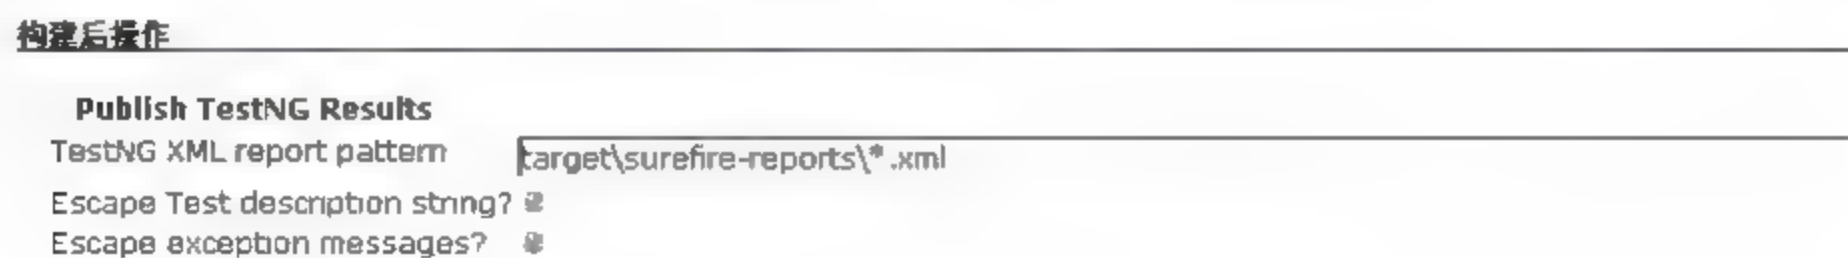 构建后操作
Publish TestNG Results
TestNG XML report pattern target\surefire-reports\*.xml
Escape Test description string?
Escape exception messages?